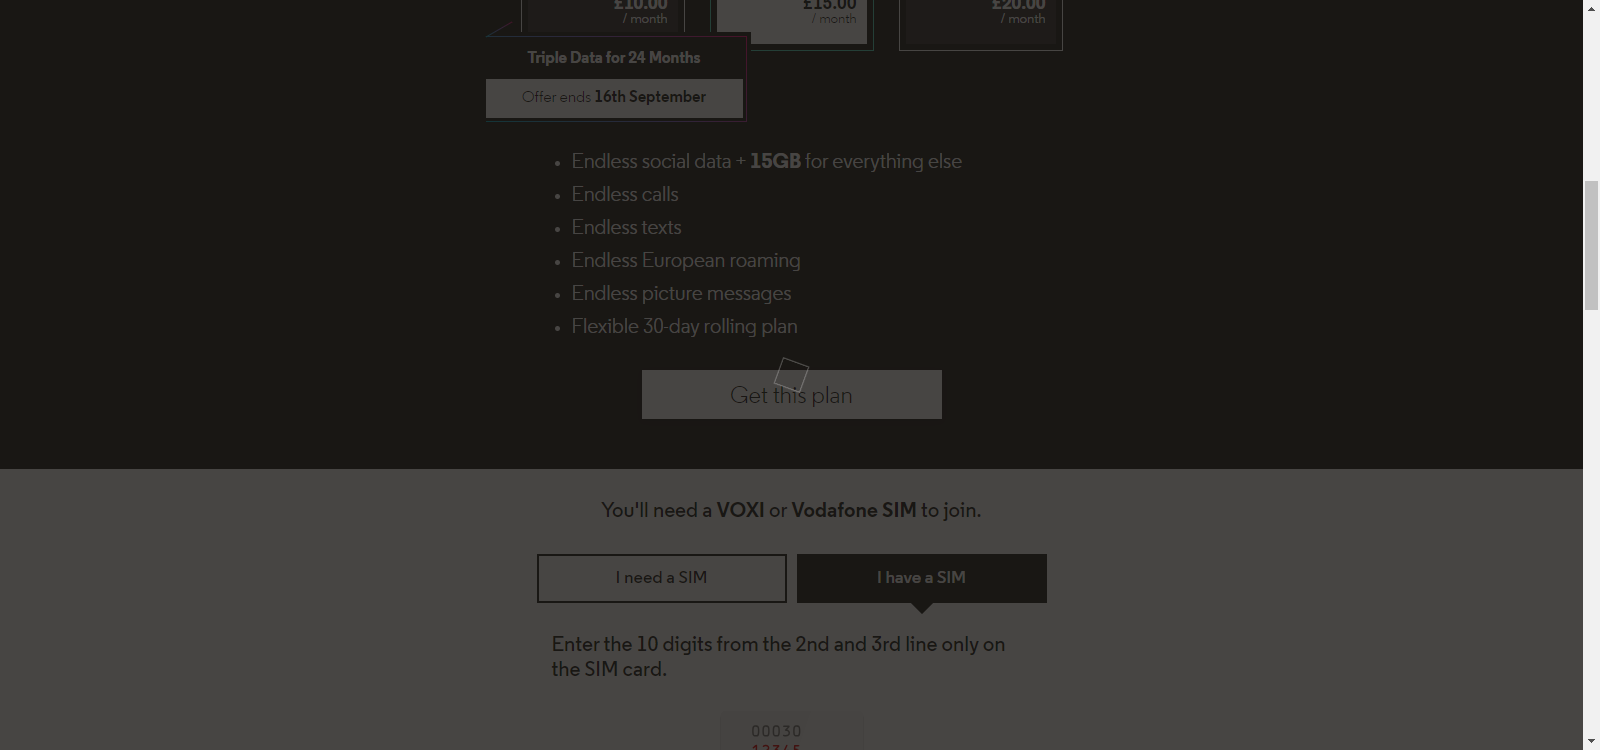 £10.00 £15.00 £20.00
/ month / month / month
Triple Data for 24 Months
Offer ends 16th September
Endless social data + 15GB for everything else
Endless calls
Endless texts
Endless European roaming
Endless picture messages
Flexible 30-day rolling plan
Get this plan
You'll need a VOXI or Vodafone SIM to join.
I need a SIM I have a SIM
Enter the 10 digits from the 2nd and 3rd line only on
the SIM card.
00030
12345